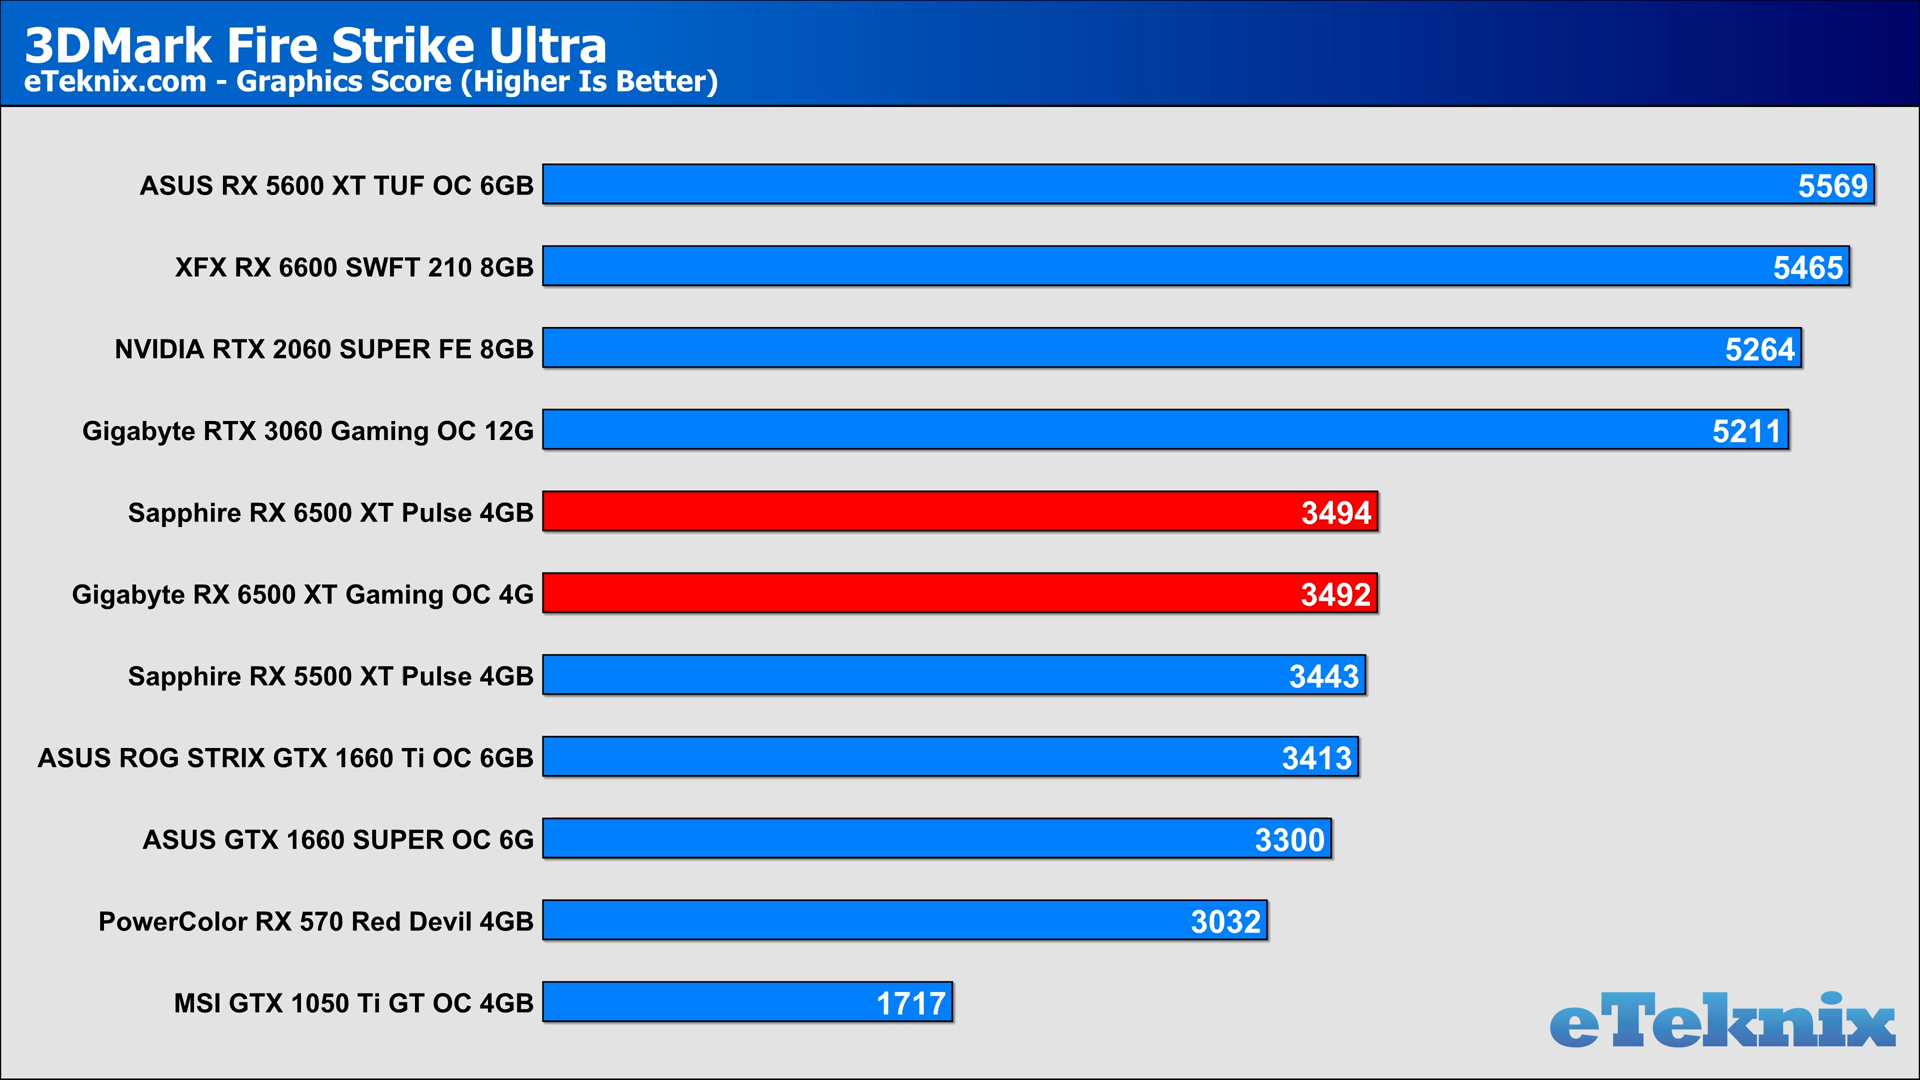 3DMark Fire Strike Ultra
eTeknix.com - Graphics Score (Higher Is Better)
ASUS RX 5600 XT TUF OC 6GB 5569
XFX RX 6600 SWFT 210 8GB 5465
NVIDIA RTX 2060 SUPER FE 8GB 5264
Gigabyte RTX 3060 Gaming OC 12G 5211
Sapphire RX 6500 XT Pulse 4GB 3494
Gigabyte RX 6500 XT Gaming OC 4G 3492
Sapphire RX 5500 XT Pulse 4GB 3443
ASUS ROG STRIX GTX 1660 Ti OC 6GB 3413
ASUS GTX 1660 SUPER OC 6G 3300
PowerColor RX 570 Red Devil 4GB 3032
MSI GTX 1050 Ti GT OC 4GB 1717
eTeknix